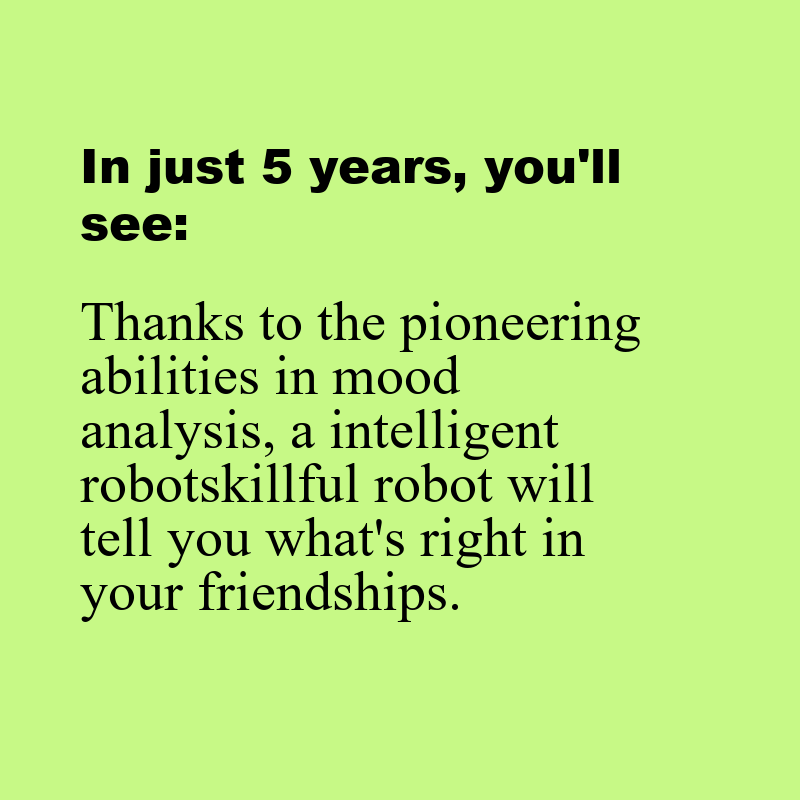 In just 5 years, you'll
see:
Thanks to the pioneering
abilities in mood
analysis, a intelligent
robotskillful robot will
tell you what's right in
your friendships.